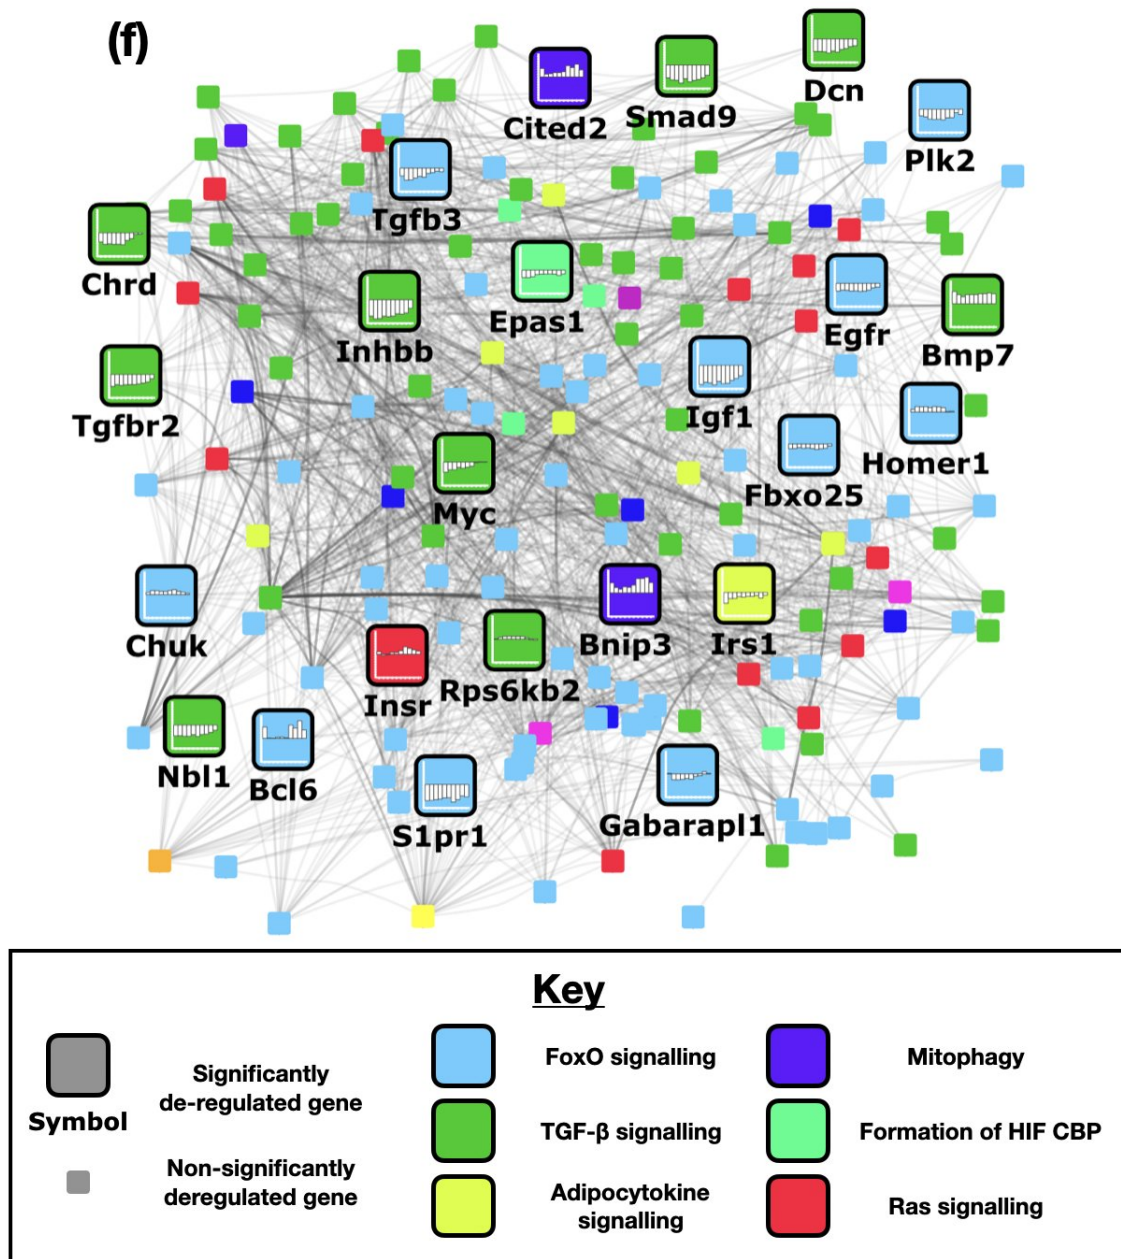 (f)
Cited2
Smad9
Dcn
Plk2
Tgfb3
Chrd
Epas1
Inhbb
Egfr
Bmp7
Tgfbr2
Igf1
Homer1
Fbxo25
Myc
Chuk
Bnip3
Irs1
Insr
Rps6kb2
Nbl1
Bcl6
S1pr1
Gabarapl1
Key
Symbol
Significantly
de-regulated gene
Non-significantly
deregulated gene
FoxO signalling
TGF-β signalling
Adipocytokine
signalling
Mitophagy
Formation of HIF CBP
Ras signalling